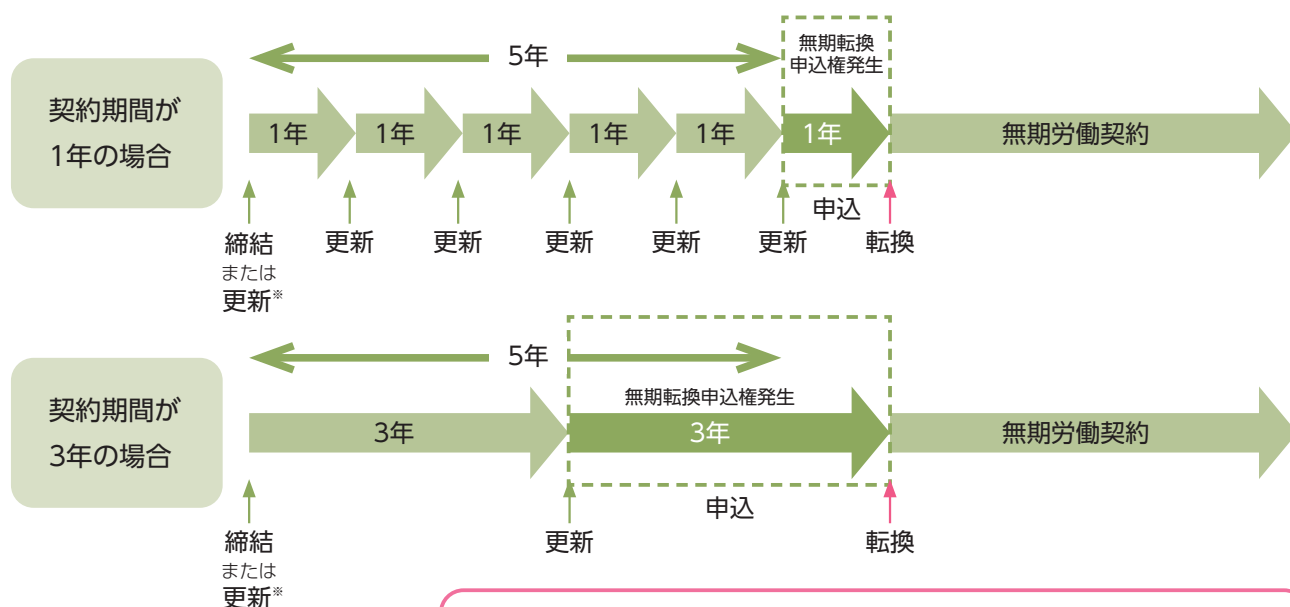 5年
無期転換
申込権発生
契約期間が
1年の場合
1年
1年
1年
1年
1年
1年
無期労働契約
申込
締結
または
更新※
更新
更新
更新
更新
更新
転換
5年
無期転換申込権発生
契約期間が
3年の場合
3年
3年
無期労働契約
申込
締結
または
更新※
更新
転換